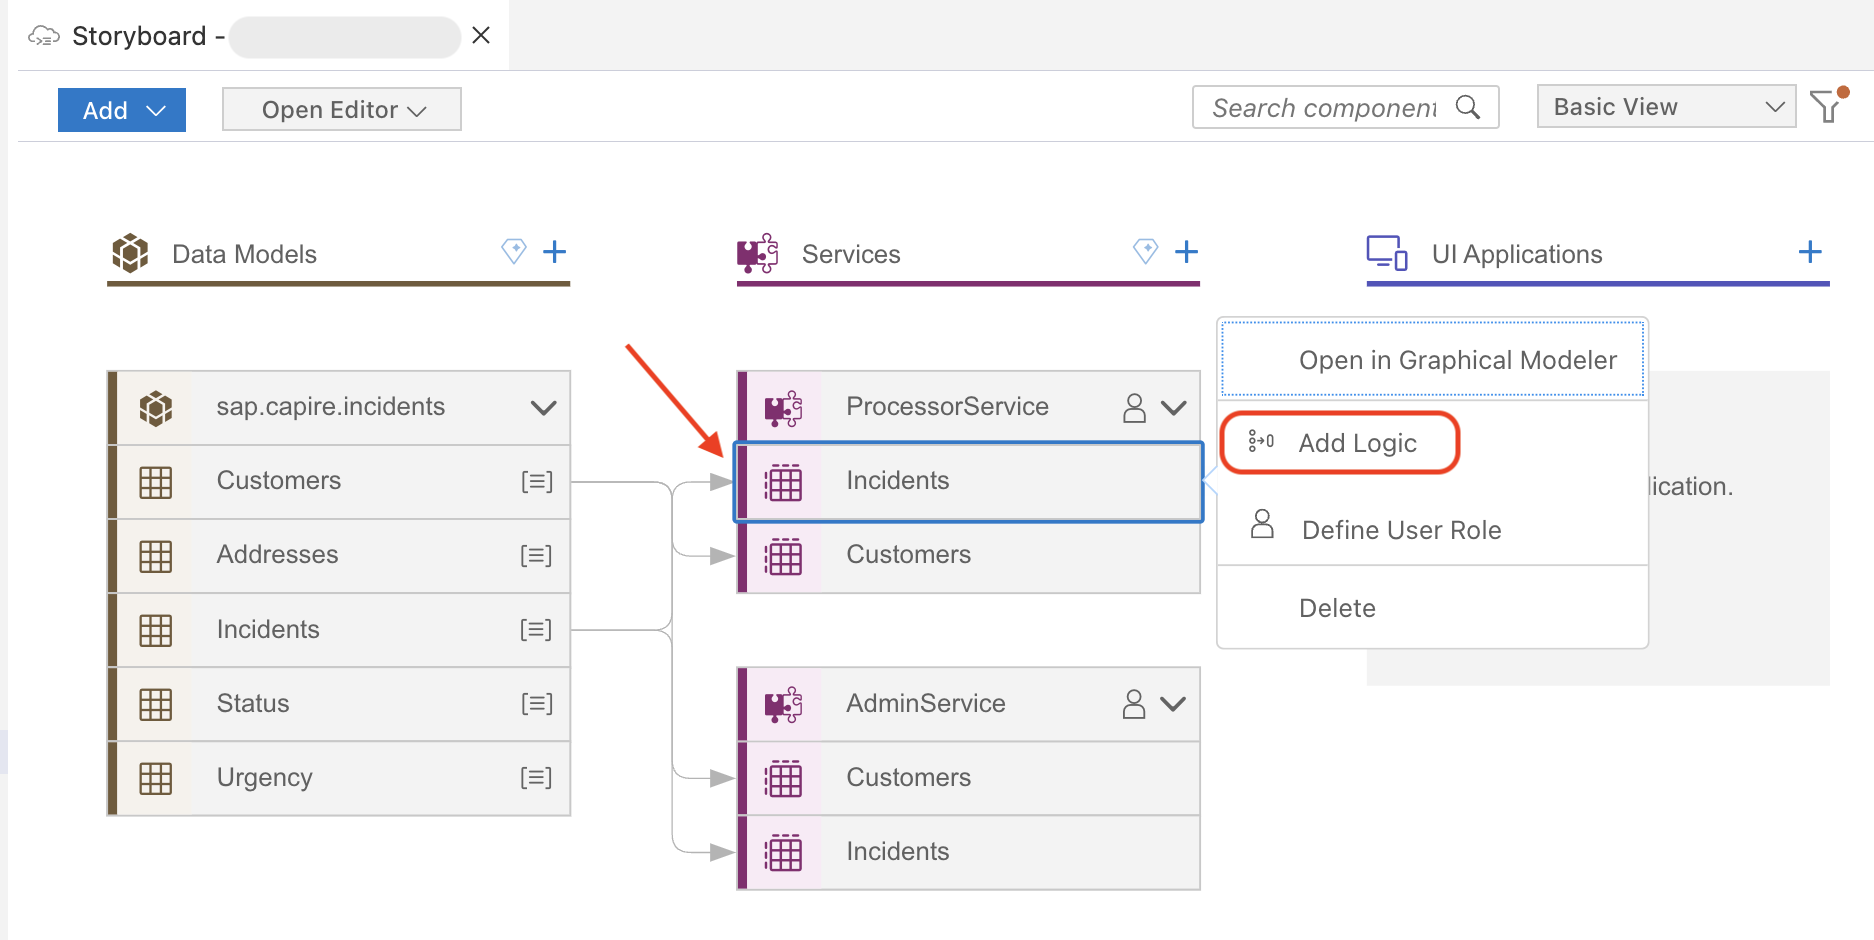 Storyboard -
Add
Open Editor
Search component
Basic View
Data Models
Services
UI Applications
sap.capire.incidents
Customers
Addresses
Incidents
Status
Urgency
ProcessorService
Incidents
Customers
AdminService
Customers
Incidents
Open in Graphical Modeler
Add Logic
Define User Role
Delete
lication.